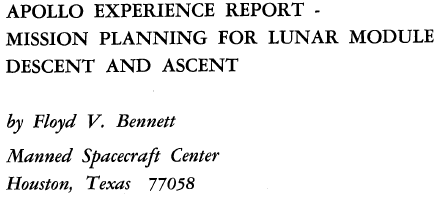 APOLLO EXPERIENCE REPORT -
MISSION PLANNING FOR LUNAR MODULE
DESCENT AND ASCENT
by Floyd V. Bennett
Manned Spacecraft Center
Houston, Texas 77058